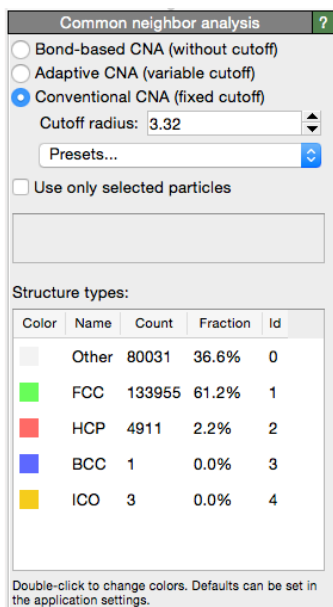 Common neighbor analysis ?
Bond-based CNA (without cutoff)
Adaptive CNA (variable cutoff)
Conventional CNA (fixed cutoff)
Cutoff radius: 3.32
Presets...
Use only selected particles
Structure types:
Color Name Count Fraction Id
Other 80031 36.6% 0
FCC 133955 61.2% 1
HCP 4911 2.2% 2
BCC 1 0.0% 3
ICO 3 0.0% 4
Double-click to change colors. Defaults can be set in
the application settings.